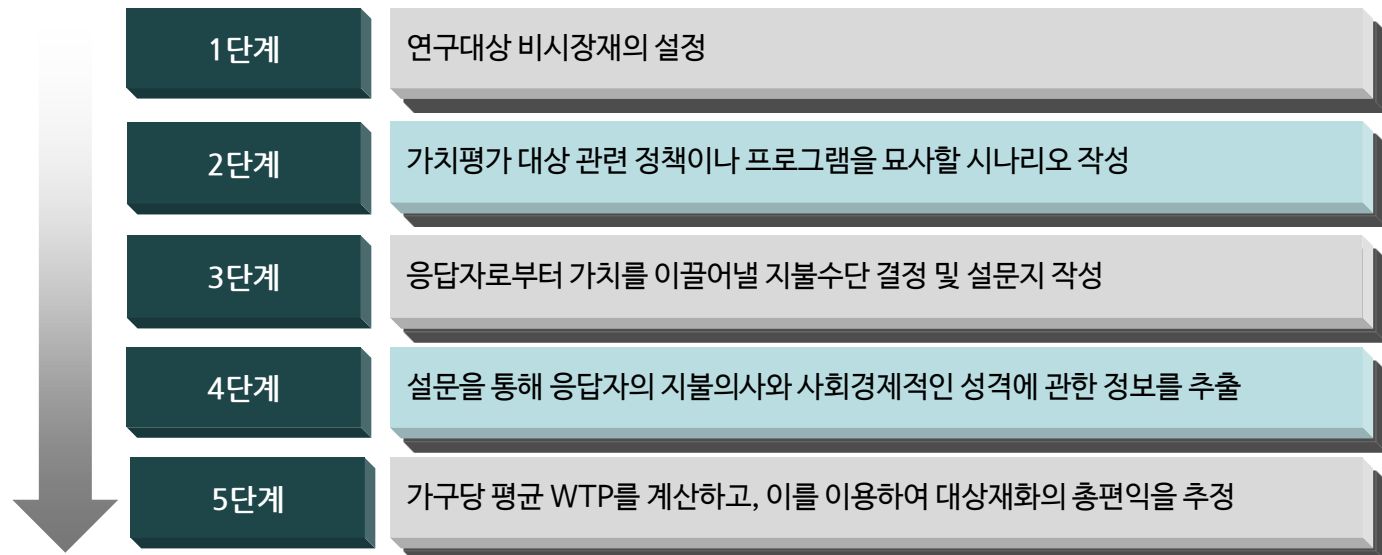 1단계
연구대상 비시장재의 설정
2단계
가치평가 대상 관련 정책이나 프로그램을 묘사할 시나리오 작성
3단계
응답자로부터 가치를 이끌어낼 지불수단 결정 및 설문지 작성
4단계
설문을 통해 응답자의 지불의사와 사회경제적인 성격에 관한 정보를 추출
5단계
가구당 평균 WTP를 계산하고, 이를 이용하여 대상재화의 총편익을 추정